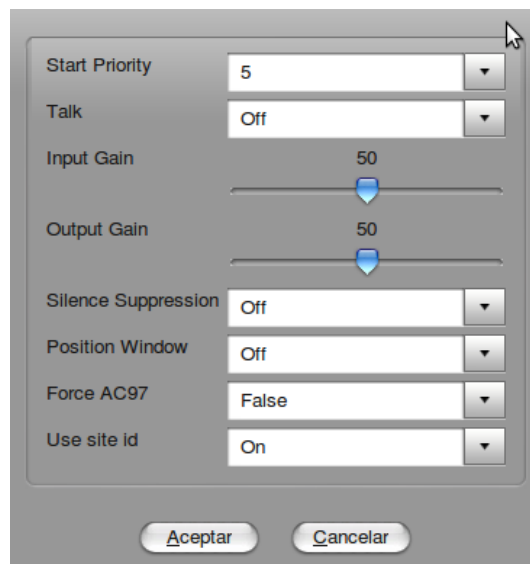 Start Priority 5
Talk Off
Input Gain 50
Output Gain 50
Silence Suppression Off
Position Window Off
Force AC97 False
Use site id On
Aceptar Cancelar